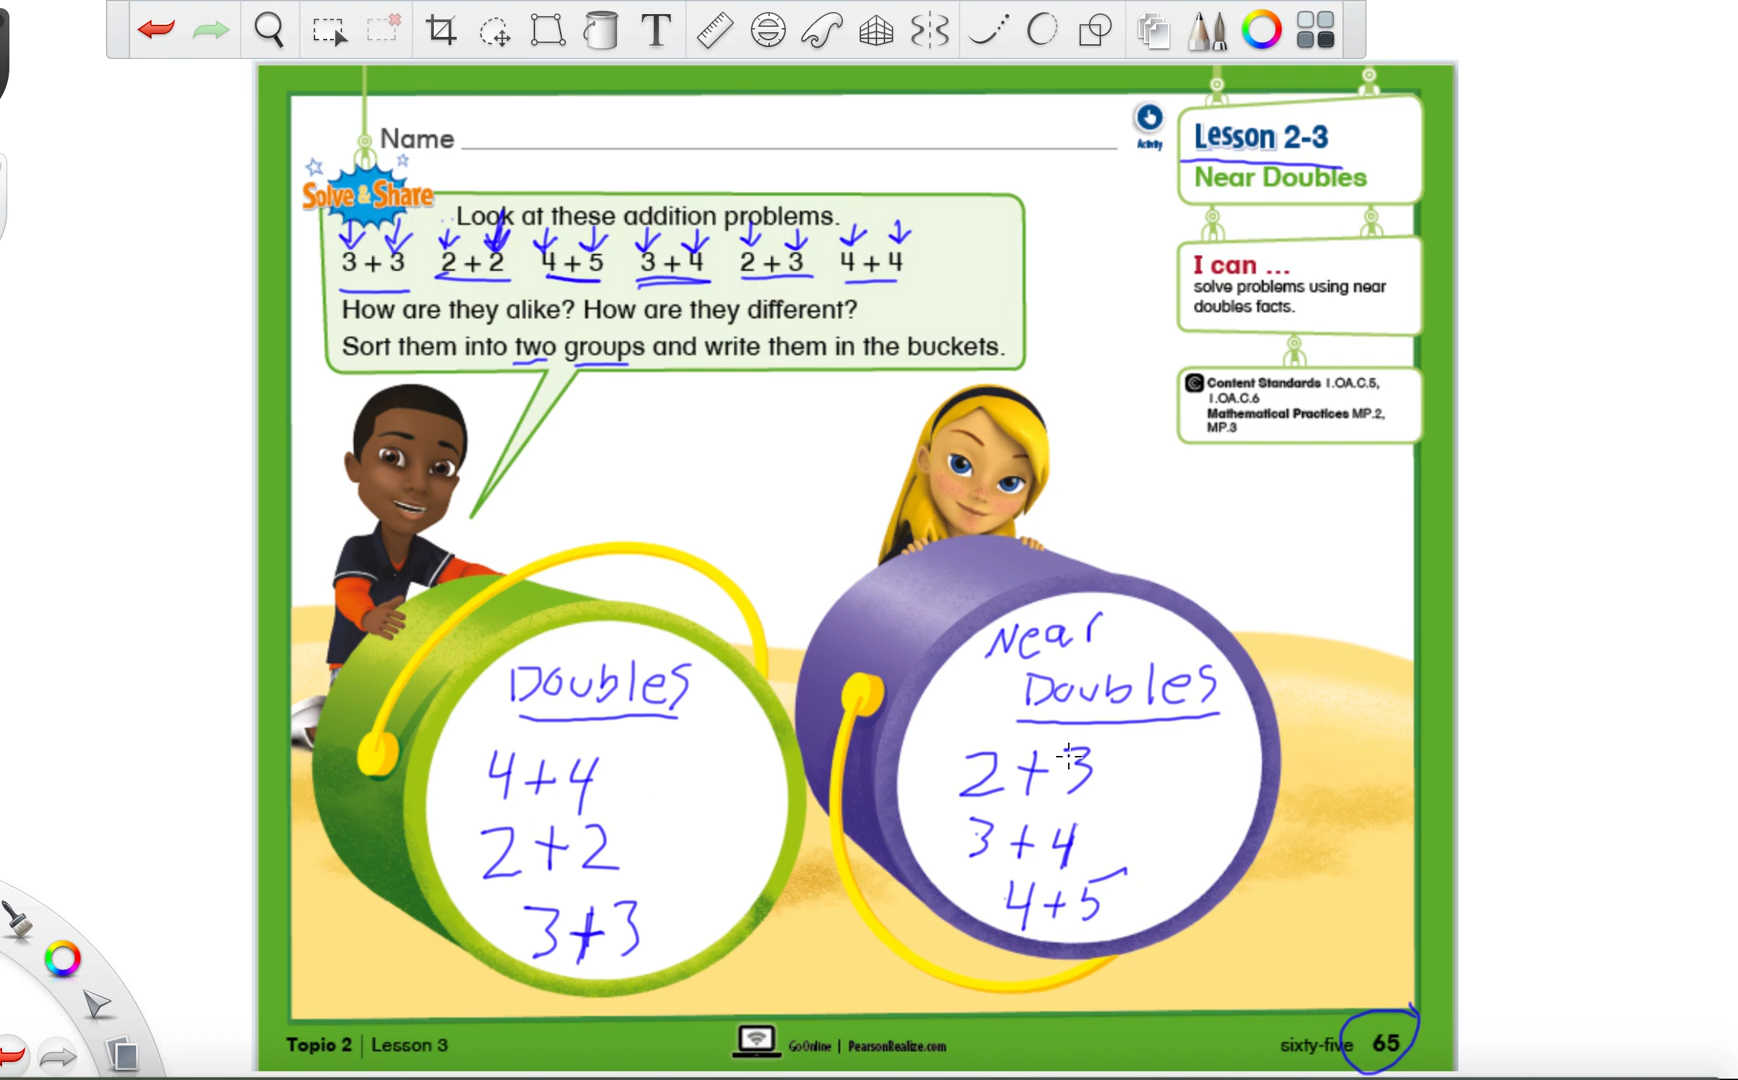 Name
Activity
Lesson 2-3
Near Doubles
Solve & Share
Look at these addition problems.
3 + 3 2 + 2 4 + 5 3 + 4 2 + 3 4 + 4
How are they alike? How are they different?
Sort them into two groups and write them in the buckets.
I can ...
solve problems using near
doubles facts.
C Content Standards 1.OA.C.5,
1.OA.C.6
Mathematical Practices MP.2,
MP.3
Doubles
4+4
2+2
3+3
Near
Doubles
2+3
3+4
4+5
Topic 2 | Lesson 3
Go Online | PearsonRealize.com
sixty-five 65